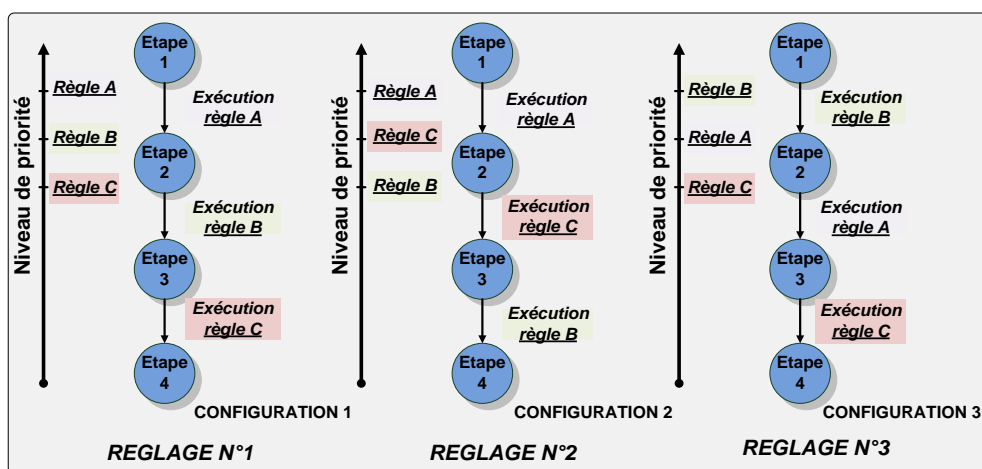 Niveau de priorité
Règle A
Règle B
Règle C
Etape
1
Exécution
règle A
Etape
2
Exécution
règle B
Etape
3
Exécution
règle C
Etape
4
CONFIGURATION 1
REGLAGE N°1
Niveau de priorité
Règle A
Règle C
Règle B
Etape
1
Exécution
règle A
Etape
2
Exécution
règle C
Etape
3
Exécution
règle B
Etape
4
CONFIGURATION 2
REGLAGE N°2
Niveau de priorité
Règle B
Règle A
Règle C
Etape
1
Exécution
règle B
Etape
2
Exécution
règle A
Etape
3
Exécution
règle C
Etape
4
CONFIGURATION 3
REGLAGE N°3